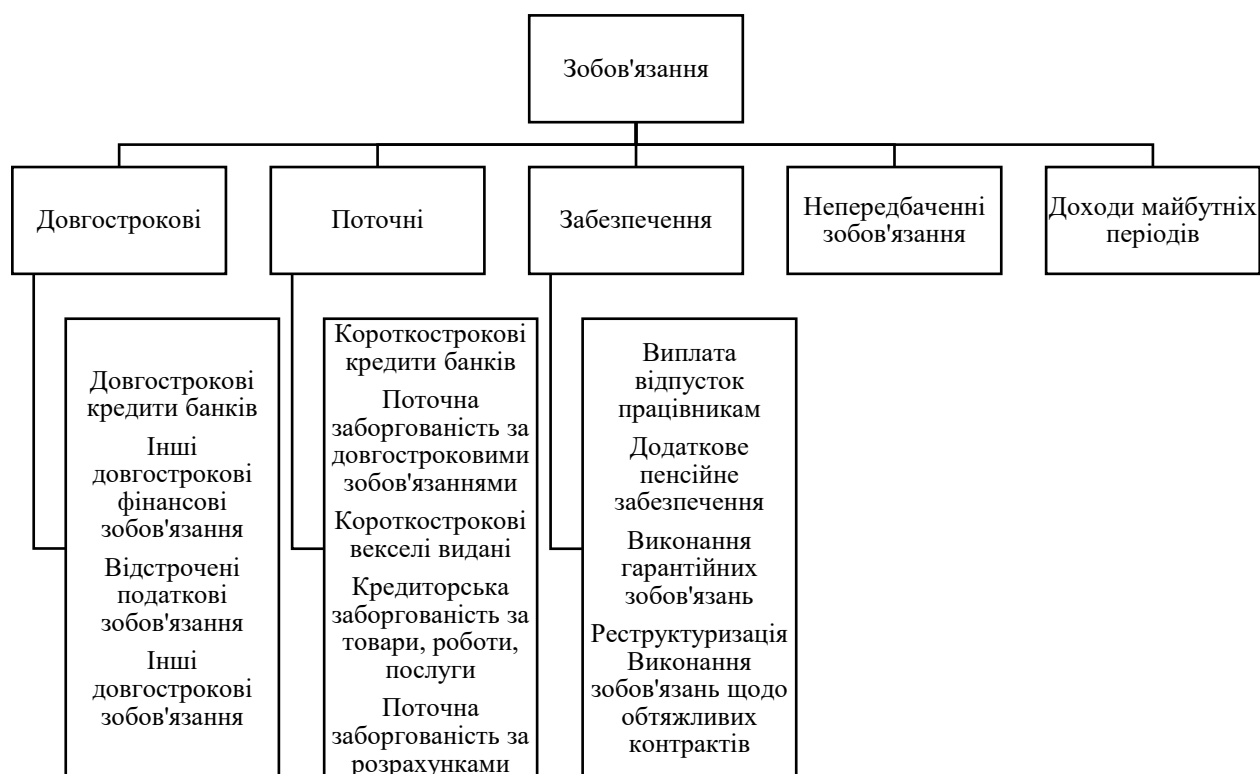 Зобов'язання
Довгострокові
Поточні
Забезпечення
Непередбаченні
зобов'язання
Доходи майбутніх
періодів
Довгострокові
кредити банків
Інші
довгострокові
фінансові
зобов'язання
Відстрочені
податкові
зобов'язання
Інші
довгострокові
зобов'язання
Короткострокові
кредити банків
Поточна
заборгованість за
довгостроковими
зобов'язаннями
Короткострокові
векселі видані
Кредиторська
заборгованість за
товари, роботи,
послуги
Поточна
заборгованість за
розрахунками
Виплата
відпусток
працівникам
Додаткове
пенсійне
забезпечення
Виконання
гарантійних
зобов'язань
Реструктуризація
Виконання
зобов'язань щодо
обтяжливих
контрактів